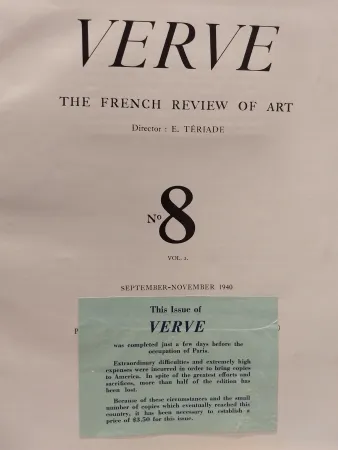 VERVE
THE FRENCH REVIEW OF ART
Director : E. TÉRIADE
Nº 8
VOL. 2.
SEPTEMBER-NOVEMBER 1940
This Issue of
VERVE
was completed just a few days before the
occupation of Paris.
Extraordinary difficulties and extremely high
expenses were incurred in order to bring copies
to America. In spite of the greatest efforts and
sacrifices, more than half of the edition has
been lost.
Because of these circumstances and the small
number of copies which eventually reached this
country, it has been necessary to establish a
price of $3.50 for this issue.